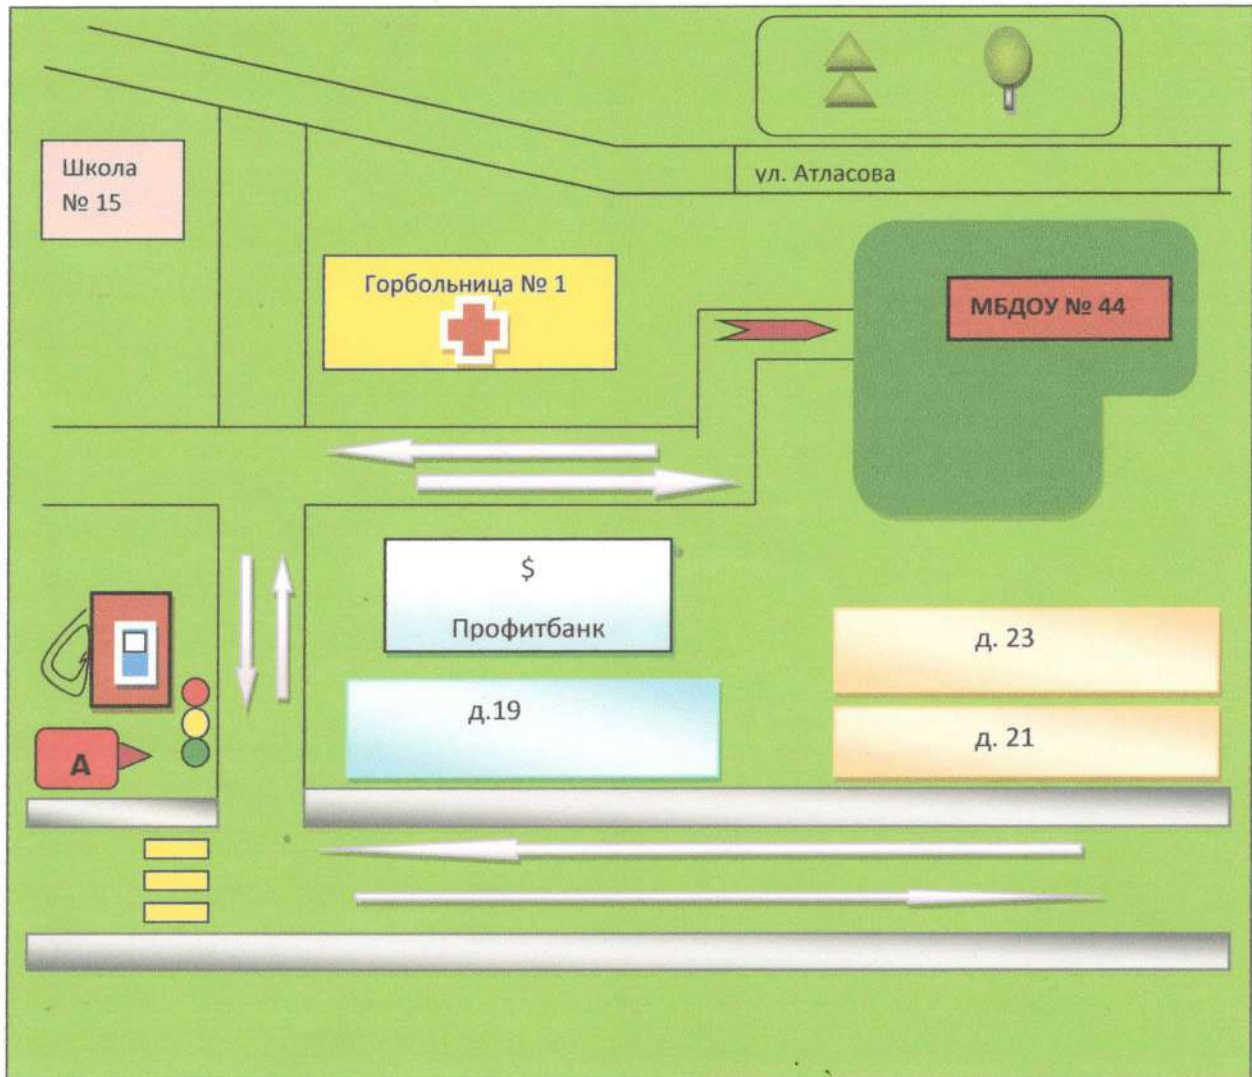 Школа
№ 15
ул. Атласова
Горбольница № 1
МБДОУ № 44
$
Профитбанк
д. 23
д.19
д. 21
А